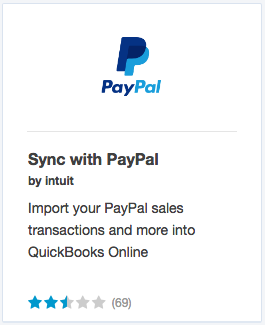 PayPal
Sync with PayPal
by intuit
Import your PayPal sales
transactions and more into
QuickBooks Online
(69)